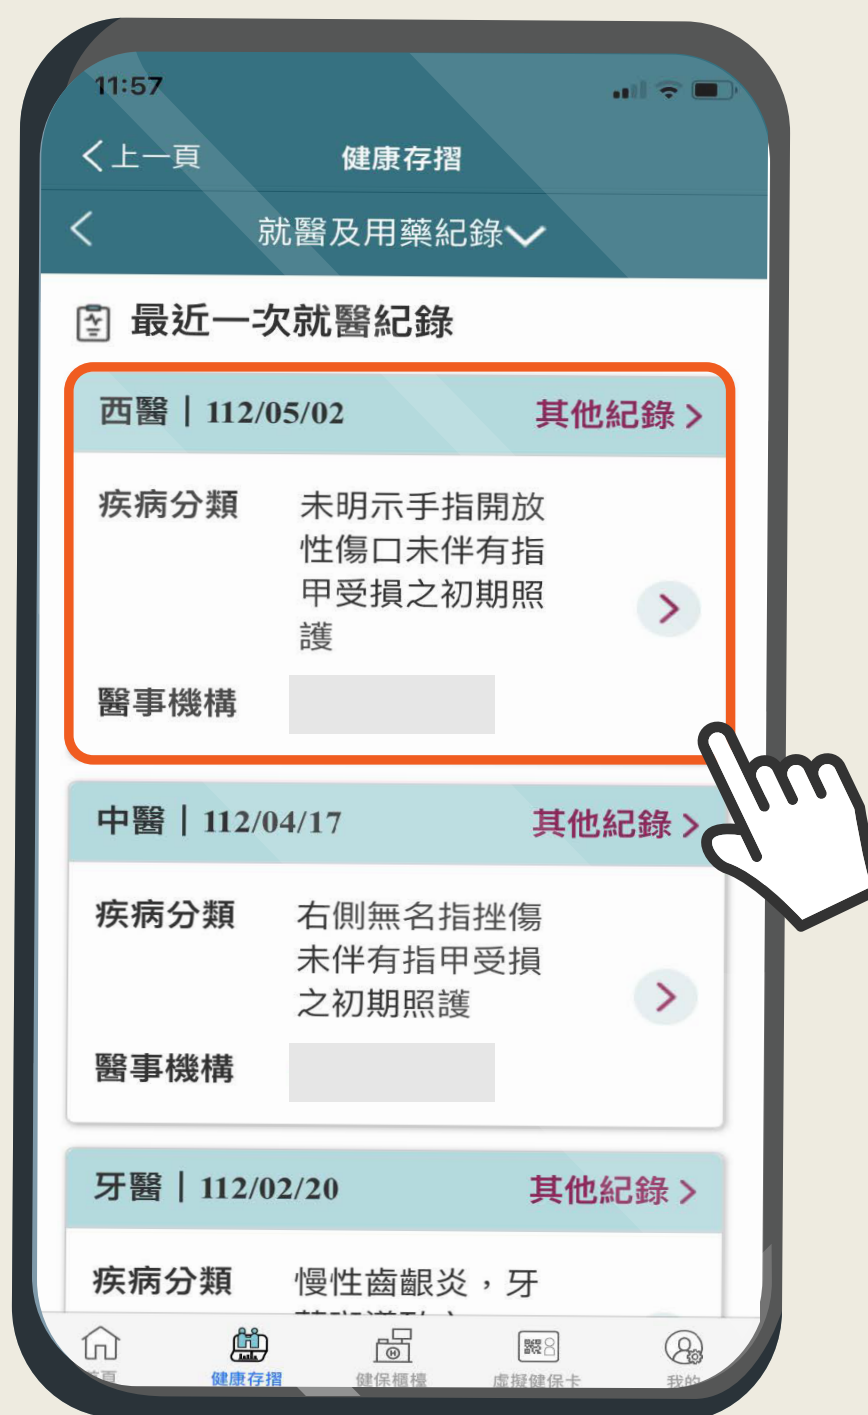 11:57
上一頁
健康存摺
就醫及用藥紀錄
最近一次就醫紀錄
西醫｜112/05/02
其他紀錄
疾病分類
未明示手指開放
性傷口未伴有指
甲受損之初期照
護
醫事機構
中醫｜112/04/17
其他紀錄
疾病分類
右側無名指挫傷
未伴有指甲受損
之初期照護
醫事機構
牙醫｜112/02/20
其他紀錄
疾病分類
慢性齒齦炎，牙
健康存摺
健保櫃檯
虛擬健保卡
我的